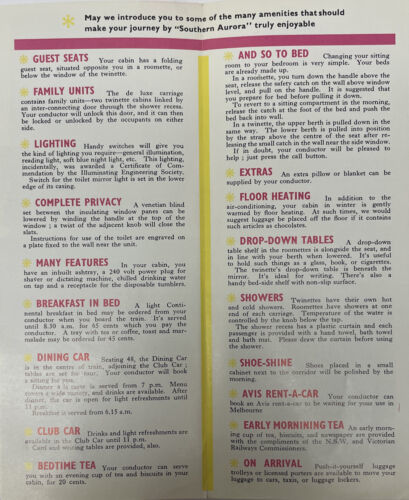 May we introduce you to some of the many amenities that should
make your journey by "Southern Aurora" truly enjoyable
GUEST SEATS Your cabin has a folding
guest seat, situated opposite you in a roomette, or
below the window of the twinette.
FAMILY UNITS The de luxe carriage
contains family units—two twinette cabins linked by
an inter-connecting door through the shower recess.
Your conductor will unlock this door, and it can then
be locked or unlocked by the occupants on either
side.
LIGHTING Handy switches will give you
the kind of lighting you require—general illumination,
reading light, soft blue night light, etc. This lighting,
incidentally, was awarded a Certificate of Com-
mendation by the Illuminating Engineering Society.
Switch for the toilet mirror light is set in the lower
edge of its casing.
COMPLETE PRIVACY A venetian blind
set between the insulating window panes can be
lowered by winding the handle at the top of the
window ; a twist of the adjacent knob will close the
slats.
Instructions for use of the toilet are engraved on
a plate fixed to the wall over the unit.
MANY FEATURES In your cabin, you
have an inbuilt ashtray, a 240 volt power plug for
shaver or dictating machine, chilled drinking water
on tap and a receptacle for the disposable tumblers.
BREAKFAST IN BED A light Conti-
mental breakfast in bed may be ordered from your
conductor when you board the train. It's served
until 8.30 a.m. for 65 cents which you pay the
conductor. A tray with tea or coffee, toast and mar-
malade may be ordered for 45 cents.
DINING CAR Seating 48, the Dining Car
is in the centre of train, adjoining the Club Car ;
tables are set for four. Your conductor will book
a sitting for you.
Dinner à la carte is served from 7 p.m. Menu
covers a wide variety, and drinks are available. After
dinner, the car is open for light refreshments until
11 p.m.
Breakfast is served from 6.15 a.m.
CLUB CAR Drinks and light refreshments are
available in the Club Car until 11 p.m.
Card and writing tables are provided, also.
BEDTIME TEA Your conductor can serve
you with an evening cup of tea and biscuits in your
cabin, for 20 cents.
AND SO TO BED Changing your sitting
room to your bedroom is very simple. Your beds
are already made up.
In a roomette, you turn down the handle above the
seat, release the safety catch on the wall above window
level, and pull on the handle. It is suggested that
you prepare for bed before pulling it down.
To revert to a sitting compartment in the morning,
release the catch at the foot of the bed and push the
bed back into wall.
In a twinette, the upper berth is pulled down in the
same way. The lower berth is pulled into position
by the strap above the centre of the seat after re-
leasing the small catch in the wall near the side window.
If in doubt, your conductor will be pleased to
help ; just press the call button.
EXTRAS An extra pillow or blanket can be
supplied by your conductor.
FLOOR HEATING In addition to the
air-conditioning, your cabin in winter is gently
warmed by floor heating. At such times, we would
suggest luggage be placed off the floor if it contains
such articles as chocolates.
DROP-DOWN TABLES A drop-down
table shelf in the roomettes is alongside the seat, and
in line with your berth when lowered. It's useful
to hold such things as a glass, book, or cigarettes.
The twinette's drop-down table is beneath the
mirror. It's ideal for writing. There's also a
handy bed-side shelf with non-slip surface.
SHOWERS Twinettes have their own hot
and cold showers. Roomettes have showers at one
end of each carriage. Temperature of the water is
controlled by the knob below the tap.
The shower recess has a plastic curtain and each
passenger is provided with a hand towel, bath towel
and bath mat. Please draw the curtain before using
the shower.
SHOE-SHINE Shoes placed in a small
cabinet next to the corridor will be polished by the
morning.
AVIS RENT-A-CAR Your conductor can
book an Avis rent-a-car to be waiting for your use in
Melbourne
EARLY MORNINING TEA An early morn-
ing cup of tea, biscuits, and newspaper are provided
with the compliments of the N.S.W. and Victorian
Railways Commissioners.
ON ARRIVAL Push-it-yourself luggage
trolleys or licensed porters are available to move your
luggage to cars, taxis, or luggage lockers.